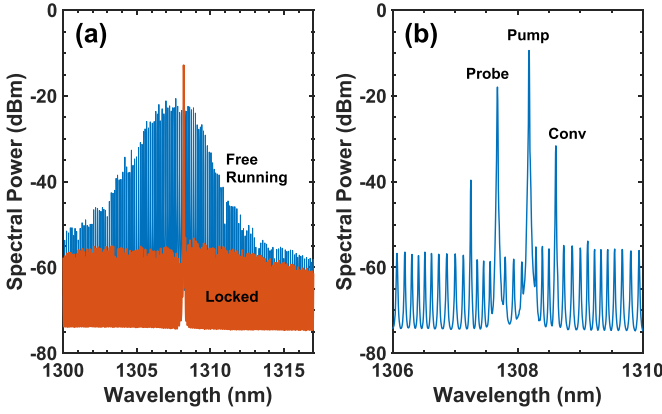 (a)
0
-20
-40
-60
-80
Spectral Power (dBm)
Free
Running
Locked
1300
1305
1310
1315
Wavelength (nm)
(b)
0
-20
-40
-60
-80
Spectral Power (dBm)
Pump
Probe
Conv
1306
1308
1310
Wavelength (nm)